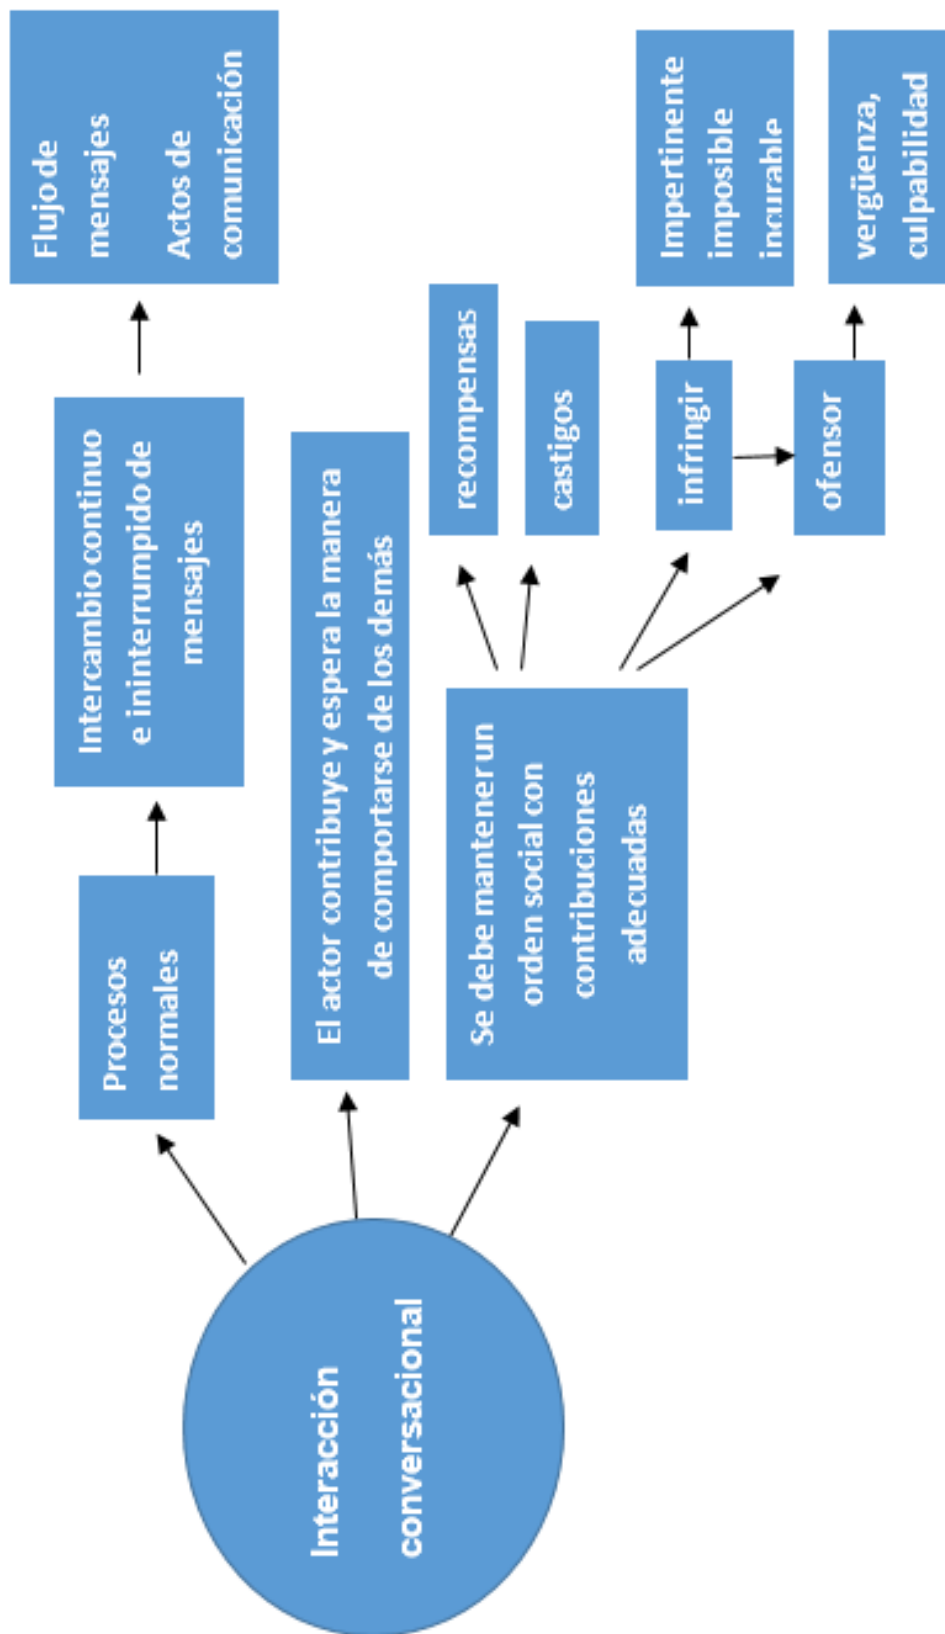 Interacción
conversacional
Procesos
normales
Intercambio continuo
e ininterrumpido de
mensajes
Flujo de
mensajes
Actos de
comunicación
El actor contribuye y espera la manera
de comportarse de los demás
Se debe mantener un
orden social con
contribuciones
adecuadas
recompensas
castigos
infringir
Impertinente
imposible
incurable
ofensor
vergüenza,
culpabilidad